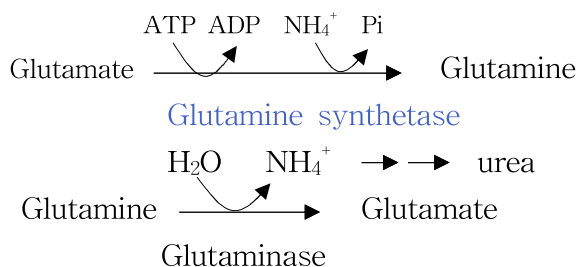 ATP ADP NH₄⁺ Pi
Glutamate Glutamine
Glutamine synthetase
H₂O NH₄⁺ urea
Glutamine Glutamate
Glutaminase